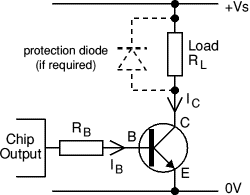 +Vs
protection diode
(if required)
Load
RL
IC
C
Chip
Output
RB
B
IB
E
0V